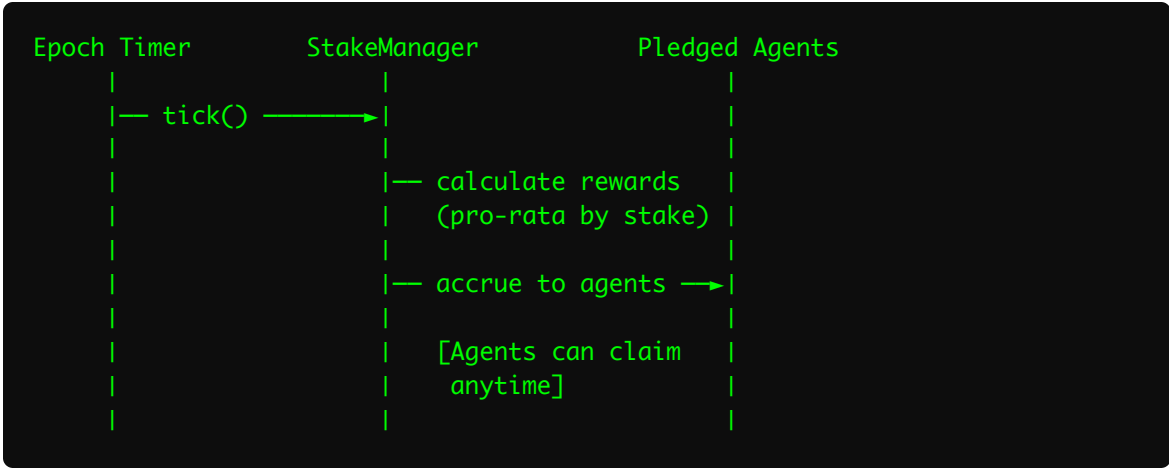 Epoch Timer        StakeManager           Pledged Agents
     |                  |                       |
     |── tick() ───────►|                       |
     |                  |                       |
     |                  |── calculate rewards   |
     |                  |   (pro-rata by stake) |
     |                  |                       |
     |                  |── accrue to agents ──►|
     |                  |                       |
     |                  |   [Agents can claim   |
     |                  |    anytime]           |
     |                  |                       |